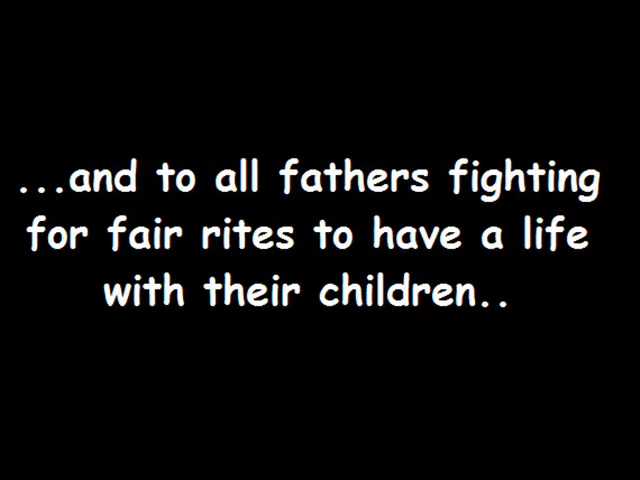 ...and to all fathers fighting
for fair rites to have a life
with their children..